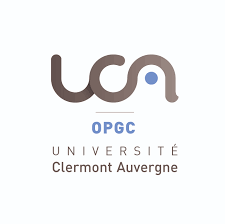 UCA
OPGC
UNIVERSITÉ
Clermont Auvergne